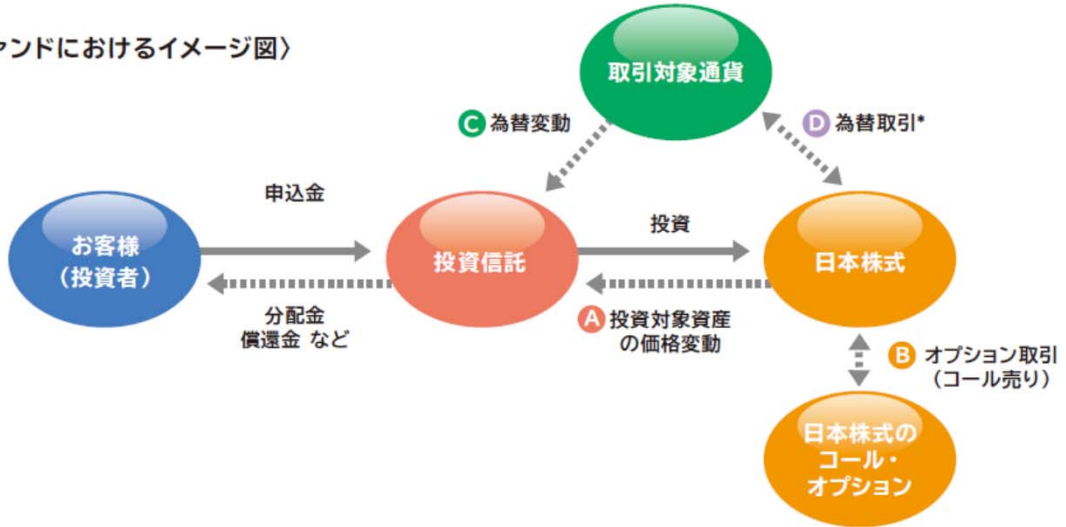 ァンドにおけるイメージ図〉
取引対象通貨
C 為替変動
D 為替取引*
申込金
投資
お客様
（投資者）
投資信託
日本株式
分配金
償還金 など
A 投資対象資産
の価格変動
B オプション取引
（コール売り）
日本株式の
コール・
オプション